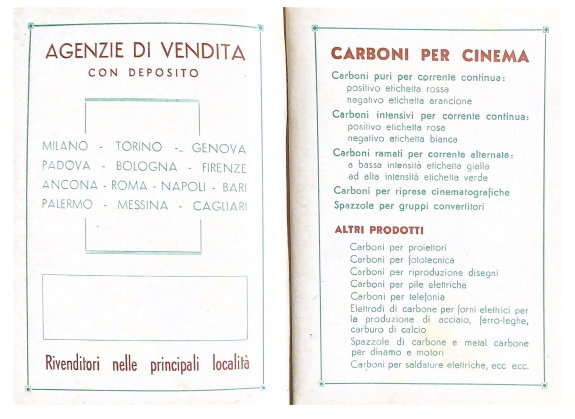 AGENZIE DI VENDITA
CON DEPOSITO
MILANO - TORINO - GENOVA
PADOVA - BOLOGNA - FIRENZE
ANCONA - ROMA - NAPOLI - BARI
PALERMO - MESSINA - CAGLIARI
Rivenditori nelle principali località
CARBONI PER CINEMA
Carboni puri per corrente continua:
positivo etichetta rossa
negativo etichetta arancione
Carboni intensivi per corrente continua:
positivo etichetta rosa
negativo etichetta bianca
Carboni ramati per corrente alternata:
a bassa intensità etichetta gialla
ad alta intensità etichetta verde
Carboni per riprese cinematografiche
Spazzole per gruppi convertitori
ALTRI PRODOTTI
Carboni per proiettori
Carboni per fototecnica
Carboni per riproduzione disegni
Carboni per pile elettriche
Carboni per telefonia
Elettrodi di carbone per forni elettrici per
la produzione di acciaio, ferro-leghe,
carburo di calcio
Spazzole di carbone e metal carbone
per dinamo e motori
Carboni per saldature elettriche, ecc ecc.